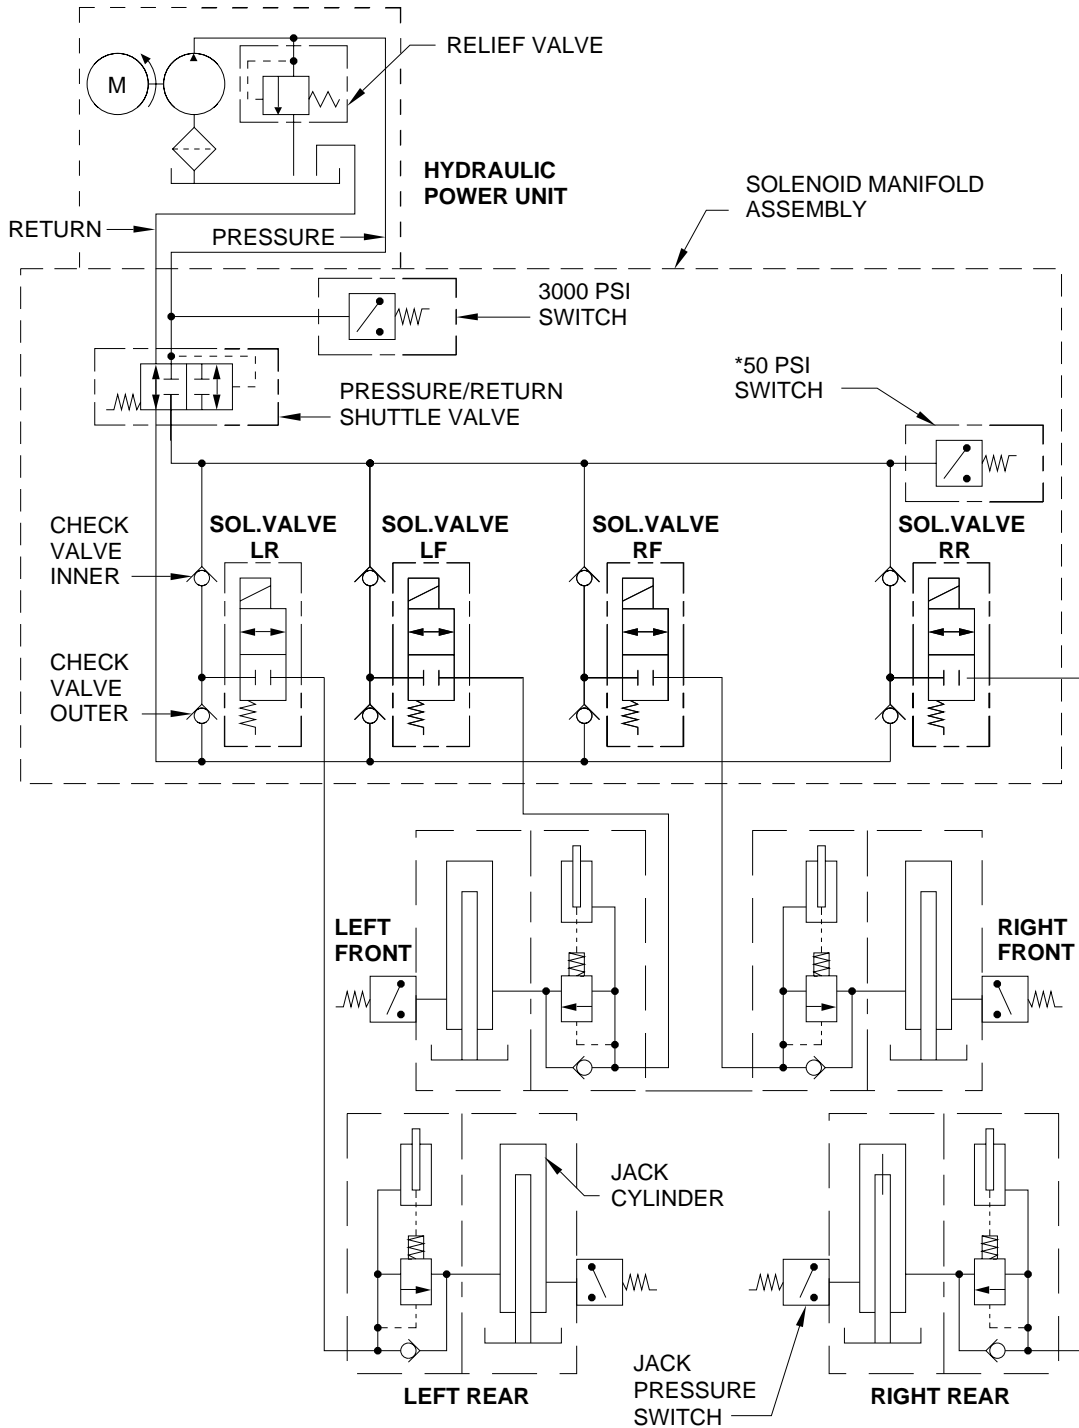 RELIEF VALVE
M
HYDRAULIC
POWER UNIT
SOLENOID MANIFOLD
ASSEMBLY
RETURN
PRESSURE
3000 PSI
SWITCH
*50 PSI
SWITCH
PRESSURE/RETURN
SHUTTLE VALVE
CHECK
VALVE
INNER
SOL.VALVE
LR
SOL.VALVE
LF
SOL.VALVE
RF
SOL.VALVE
RR
CHECK
VALVE
OUTER
LEFT
FRONT
RIGHT
FRONT
JACK
CYLINDER
JACK
PRESSURE
SWITCH
LEFT REAR
RIGHT REAR